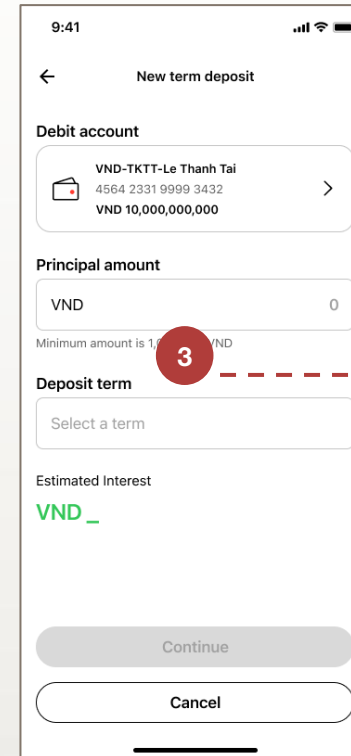 9:41
New term deposit
Debit account
VND-TKTT-Le Thanh Tai
4564 2331 9999 3432
VND 10,000,000,000
Principal amount
VND 0
Minimum amount is VND
3
Deposit term
Select a term
Estimated Interest
VND _
Continue
Cancel